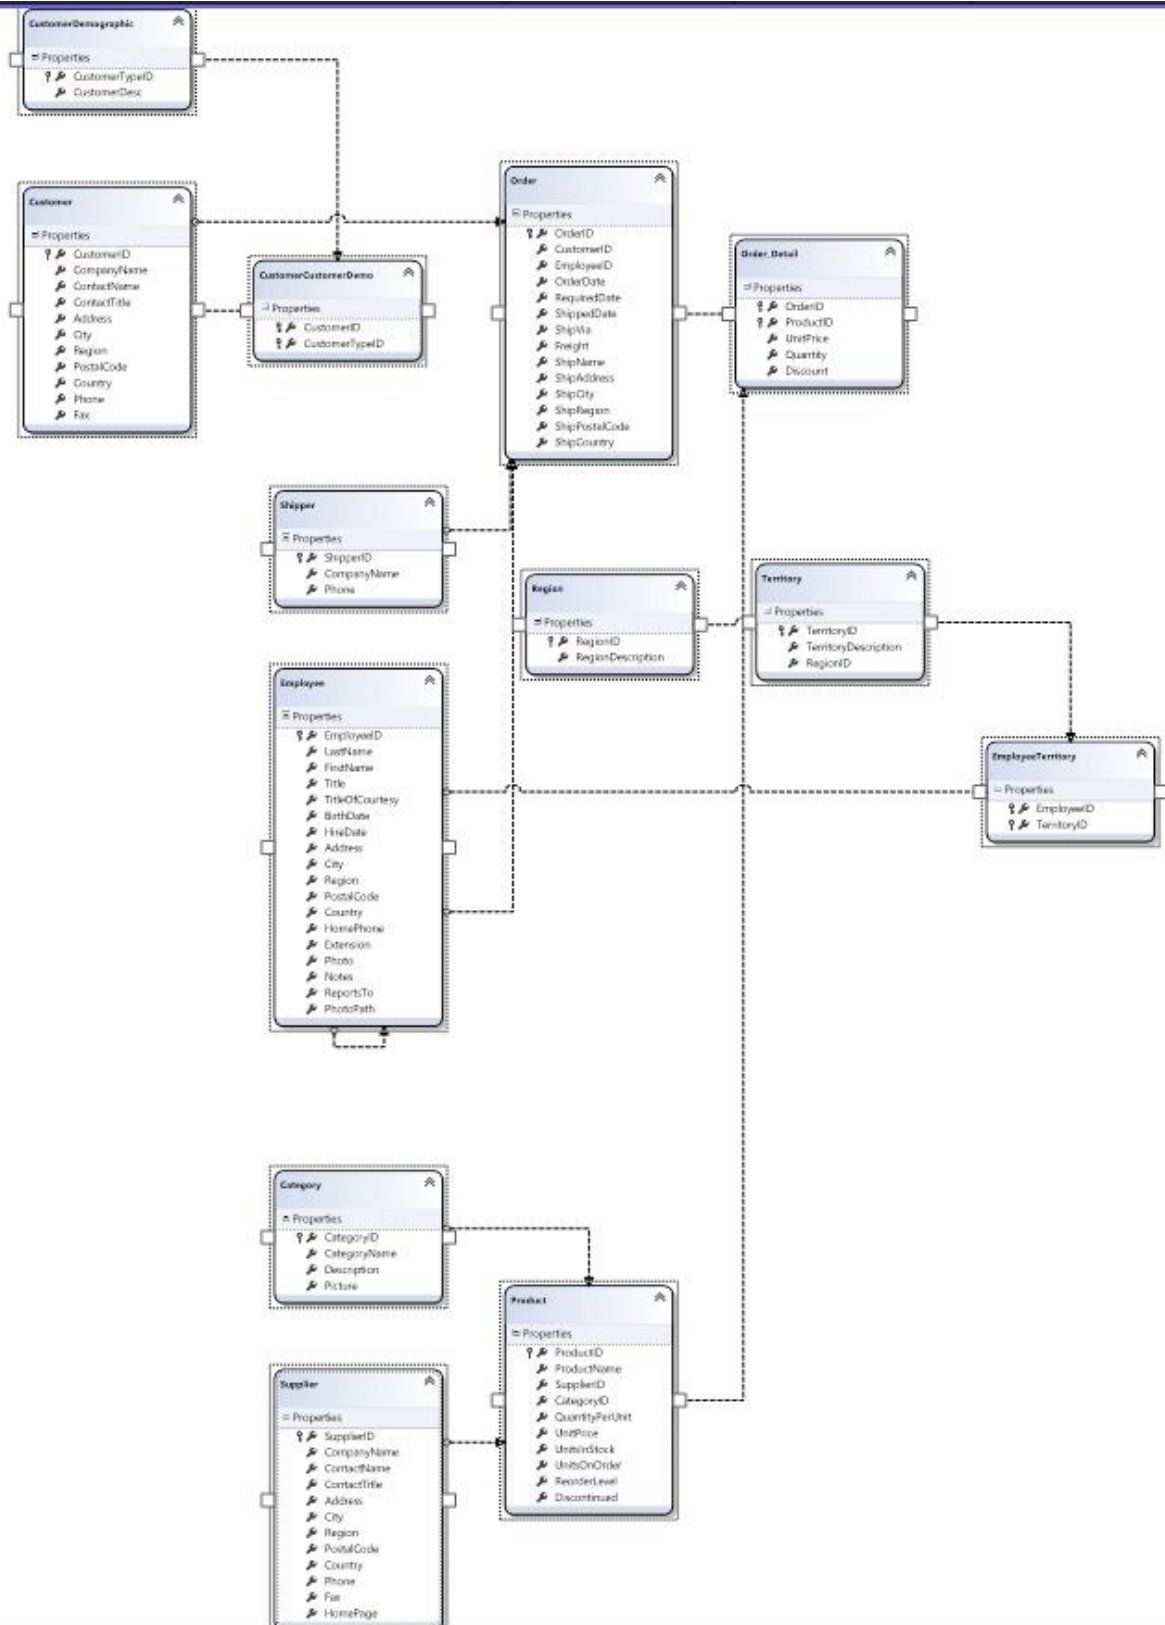 CustomerDemographic
Properties
CustomerTypeID
CustomerDesc
Customer
Properties
CustomerID
CompanyName
ContactName
ContactTitle
Address
City
Region
PostalCode
Country
Phone
Fax
CustomerCustomerDemo
Properties
CustomerID
CustomerTypeID
Order
Properties
OrderID
CustomerID
EmployeeID
OrderDate
RequiredDate
ShippedDate
ShipVia
Freight
ShipName
ShipAddress
ShipCity
ShipRegion
ShipPostalCode
ShipCountry
Order_Detail
Properties
OrderID
ProductID
UnitPrice
Quantity
Discount
Shipper
Properties
ShipperID
CompanyName
Phone
Region
Properties
RegionID
RegionDescription
Territory
Properties
TerritoryID
TerritoryDescription
RegionID
Employee
Properties
EmployeeID
LastName
FirstName
Title
TitleOfCourtesy
BirthDate
HireDate
Address
City
Region
PostalCode
Country
HomePhone
Extension
Photo
Notes
ReportsTo
PhotoPath
EmployeeTerritory
Properties
EmployeeID
TerritoryID
Category
Properties
CategoryID
CategoryName
Description
Picture
Product
Properties
ProductID
ProductName
SupplierID
CategoryID
QuantityPerUnit
UnitPrice
UnitsInStock
UnitsOnOrder
ReorderLevel
Discontinued
Supplier
Properties
SupplierID
CompanyName
ContactName
ContactTitle
Address
City
Region
PostalCode
Country
Phone
Fax
HomePage